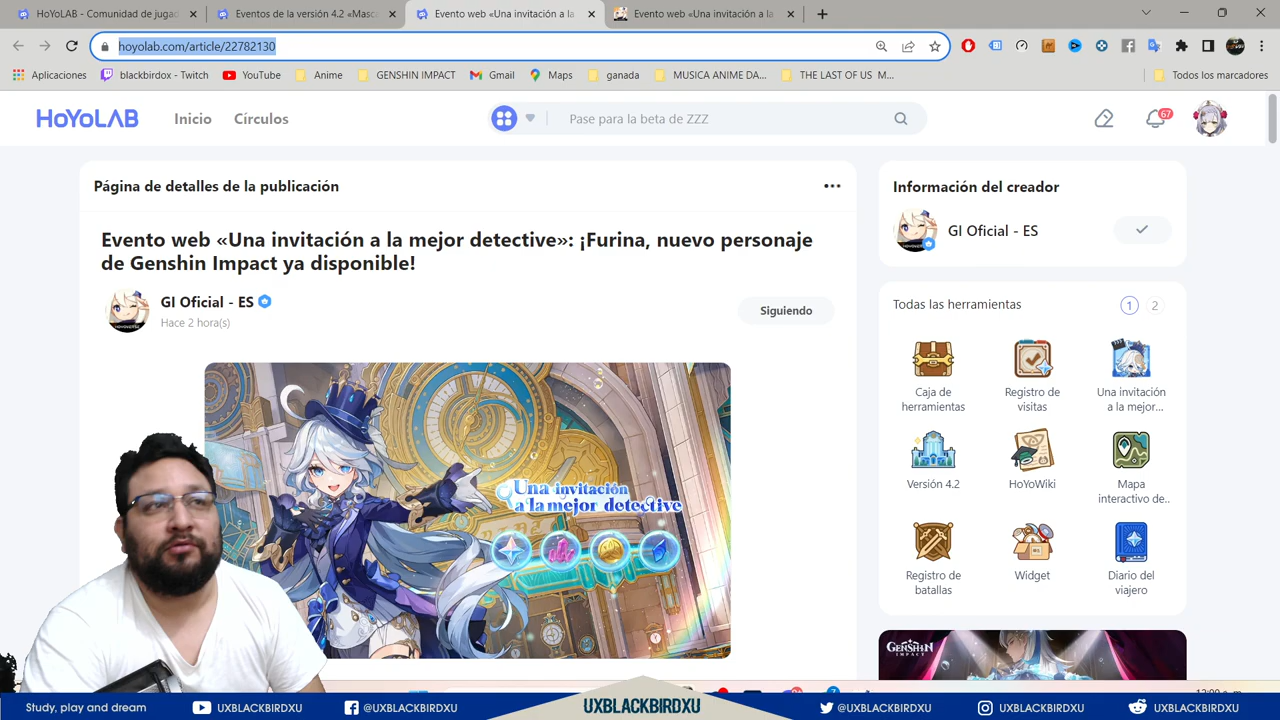 HoYoLAB - Comunidad de jugad
Eventos de la versión 4.2 «Masca
Evento web «Una invitación a la
Evento web «Una invitación a la
hoyolab.com/article/22782130
Aplicaciones
blackbirdox - Twitch
YouTube
Anime
GENSHIN IMPACT
Gmail
Maps
ganada
MUSICA ANIME DA...
THE LAST OF US M...
Todos los marcadores
HoYoLAB
Inicio
Círculos
Pase para la beta de ZZZ
67
Página de detalles de la publicación
Evento web «Una invitación a la mejor detective»: ¡Furina, nuevo personaje
de Genshin Impact ya disponible!
GI Oficial - ES
Hace 2 hora(s)
Siguiendo
Una invitación
a la mejor detective
Información del creador
GI Oficial - ES
Todas las herramientas
1
2
Caja de
herramientas
Registro de
visitas
Una invitación
a la mejor...
Versión 4.2
HoYoWiki
Mapa
interactivo de..
Registro de
batallas
Widget
Diario del
viajero
GENSHIN
IMPACT
Study, play and dream
UXBLACKBIRDXU
@UXBLACKBIRDXU
UXBLACKBIRDXU
@UXBLACKBIRDXU
UXBLACKBIRDXU
UXBLACKBIRDXU